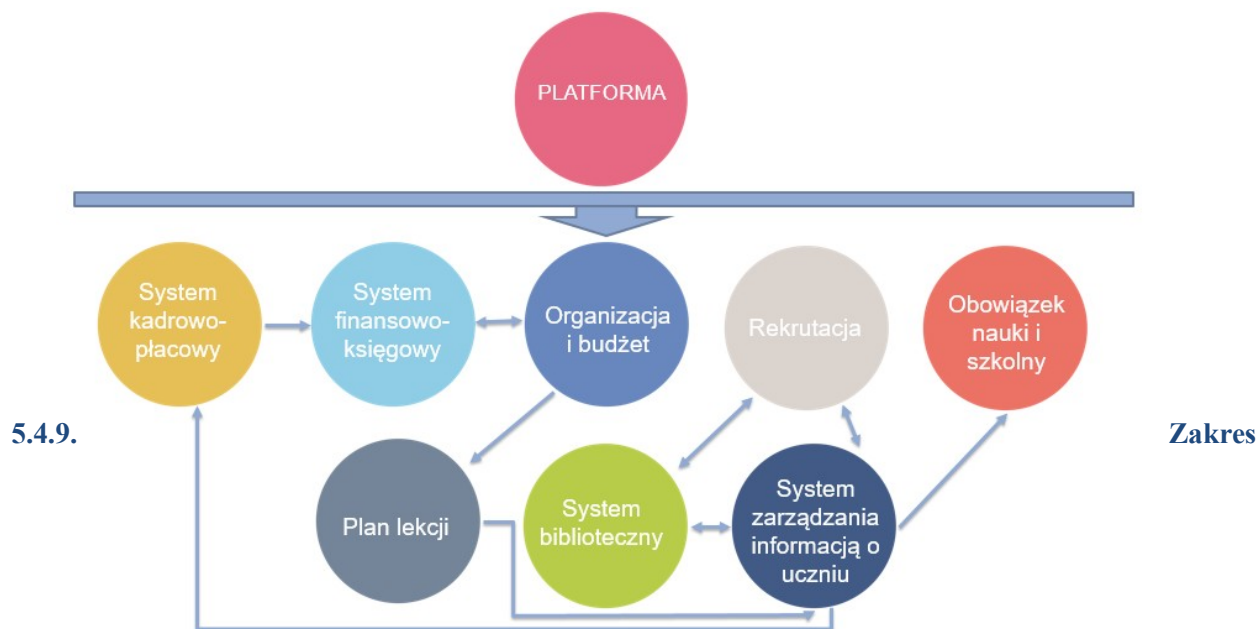 PLATFORMA
System
kadrowo-
płacowy
System
finansowo-
księgowy
Organizacja
i budżet
Rekrutacja
Obowiązek
nauki i
szkolny
5.4.9.
Zakres
Plan lekcji
System
biblioteczny
System
zarządzania
informacją o
uczniu